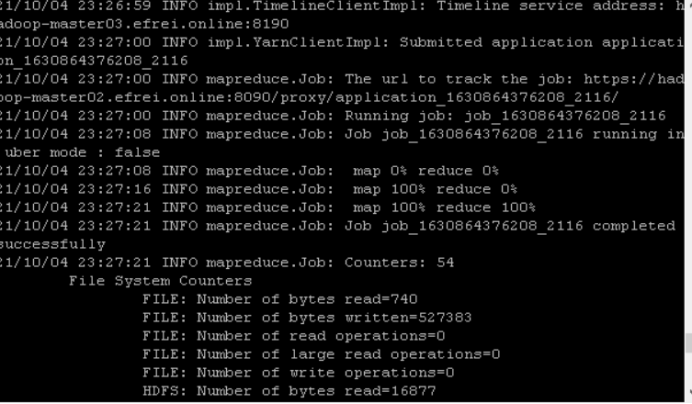 21/10/04 23:26:59 INFO impl.TimelineClientImpl: Timeline service address: h
adoop-master03.efrei.online:8190
21/10/04 23:27:00 INFO impl.YarnClientImpl: Submitted application applicati
on_1630864376208_2116
21/10/04 23:27:00 INFO mapreduce.Job: The url to track the job: https://had
oop-master02.efrei.online:8090/proxy/application_1630864376208_2116/
21/10/04 23:27:00 INFO mapreduce.Job: Running job: job_1630864376208_2116
21/10/04 23:27:08 INFO mapreduce.Job: Job job_1630864376208_2116 running in
uber mode : false
21/10/04 23:27:08 INFO mapreduce.Job:  map 0% reduce 0%
21/10/04 23:27:16 INFO mapreduce.Job:  map 100% reduce 0%
21/10/04 23:27:21 INFO mapreduce.Job:  map 100% reduce 100%
21/10/04 23:27:21 INFO mapreduce.Job: Job job_1630864376208_2116 completed
successfully
21/10/04 23:27:21 INFO mapreduce.Job: Counters: 54
File System Counters
FILE: Number of bytes read=740
FILE: Number of bytes written=527383
FILE: Number of read operations=0
FILE: Number of large read operations=0
FILE: Number of write operations=0
HDFS: Number of bytes read=16877